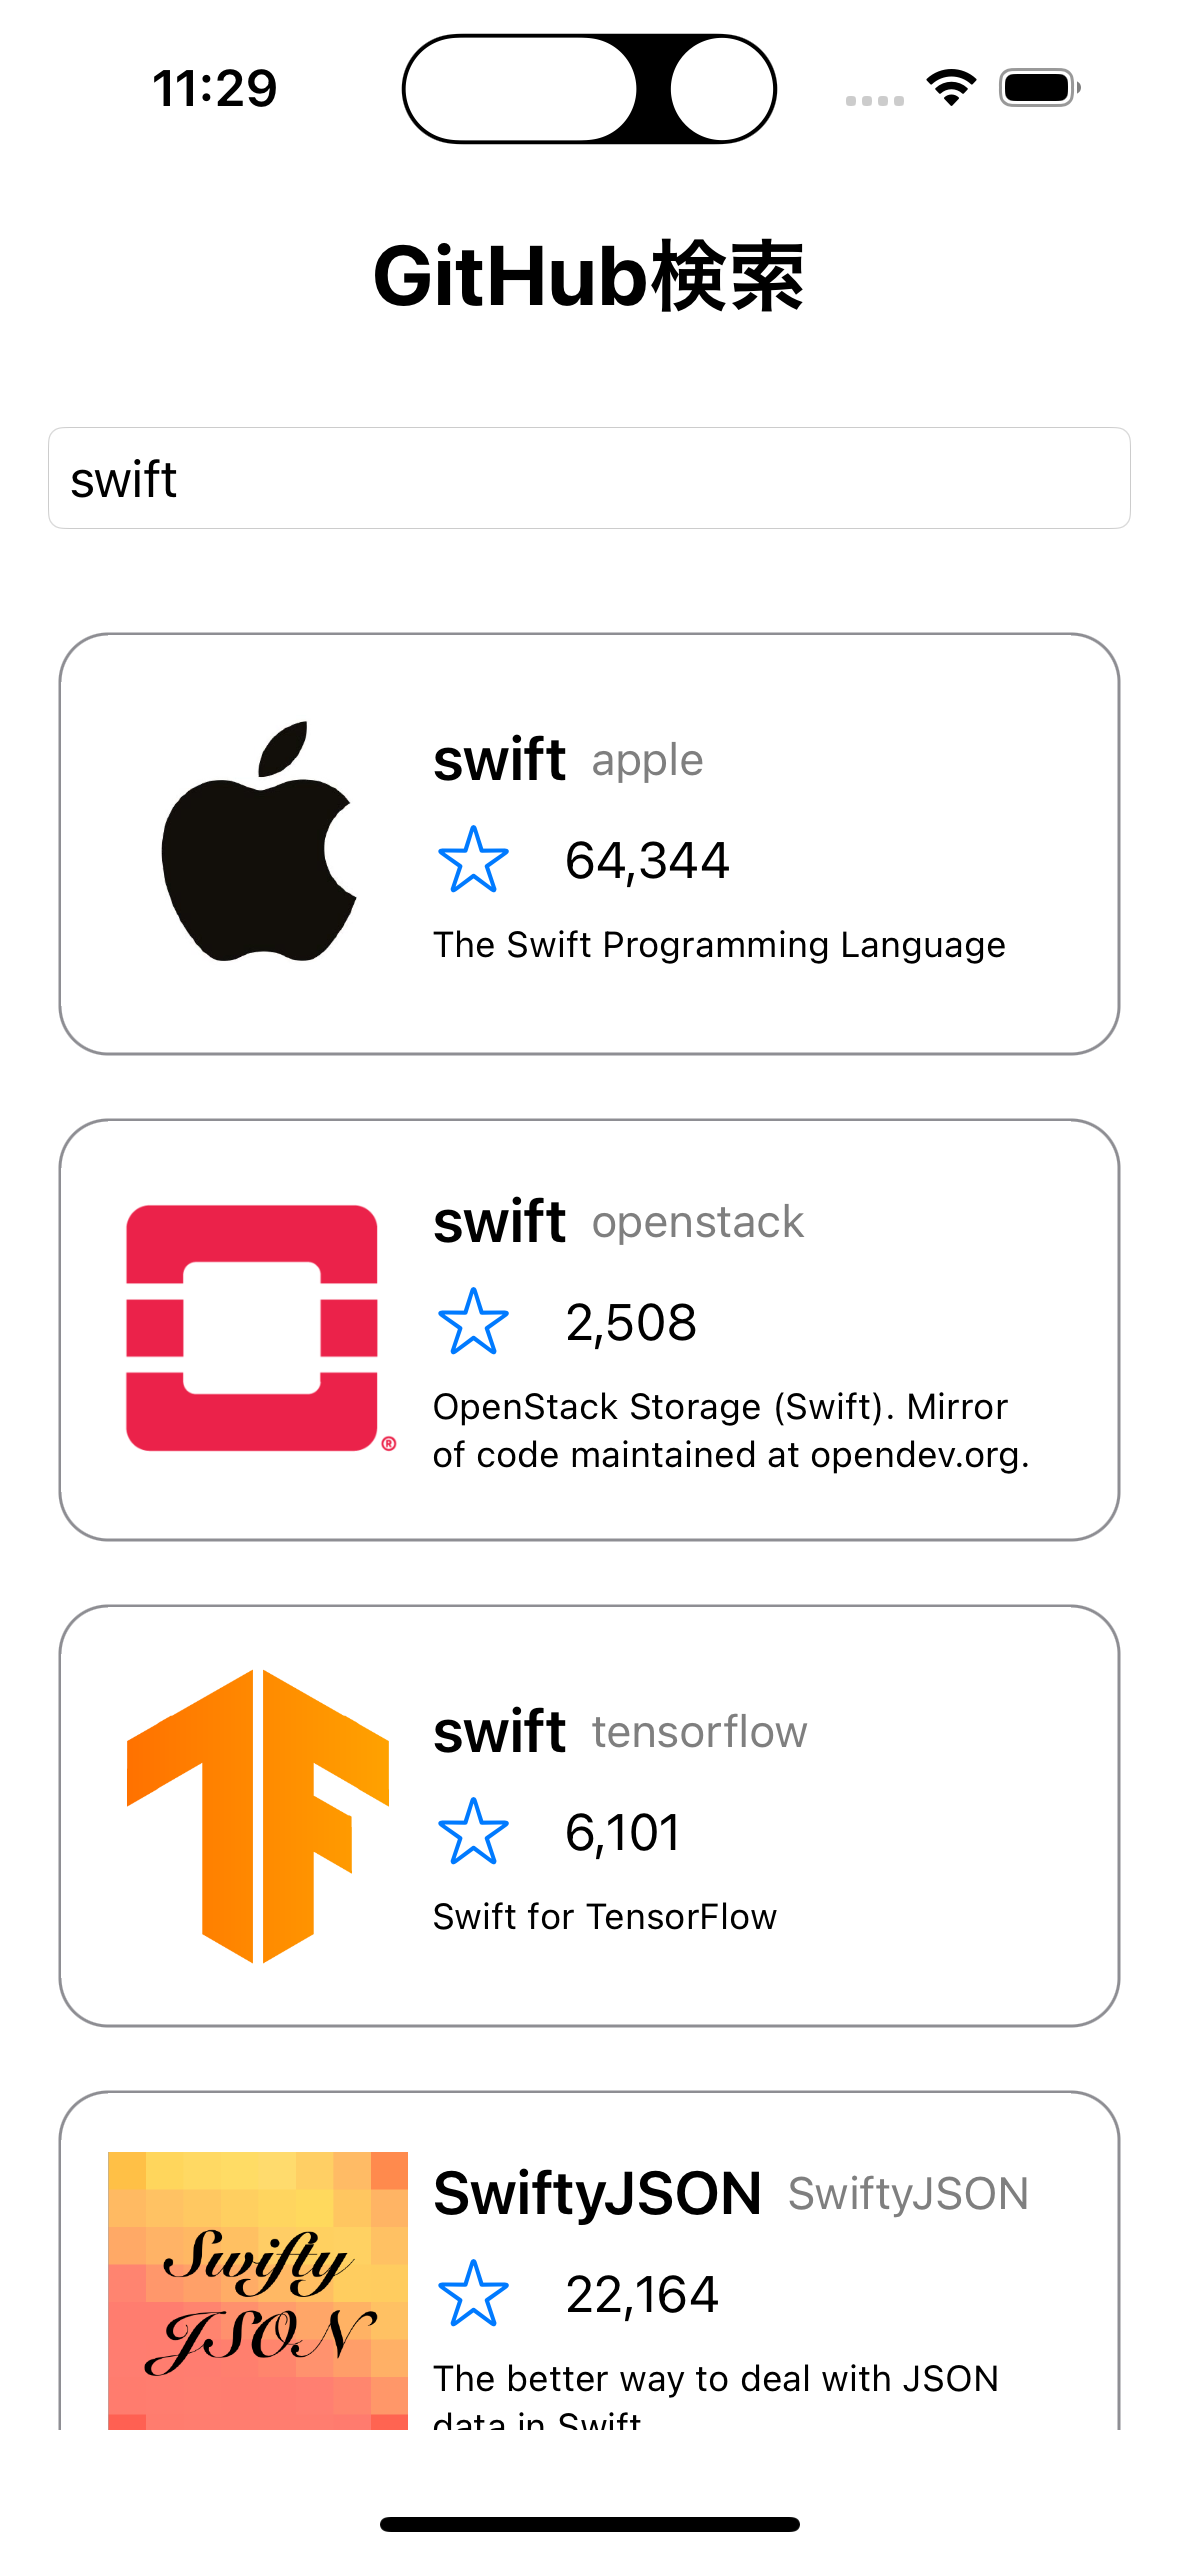 11:29
GitHub検索
swift
swift apple
64,344
The Swift Programming Language
swift openstack
2,508
OpenStack Storage (Swift). Mirror
of code maintained at opendev.org.
®
swift tensorflow
6,101
Swift for TensorFlow
Swifty
JSON
SwiftyJSON SwiftyJSON
22,164
The better way to deal with JSON
data in Swift